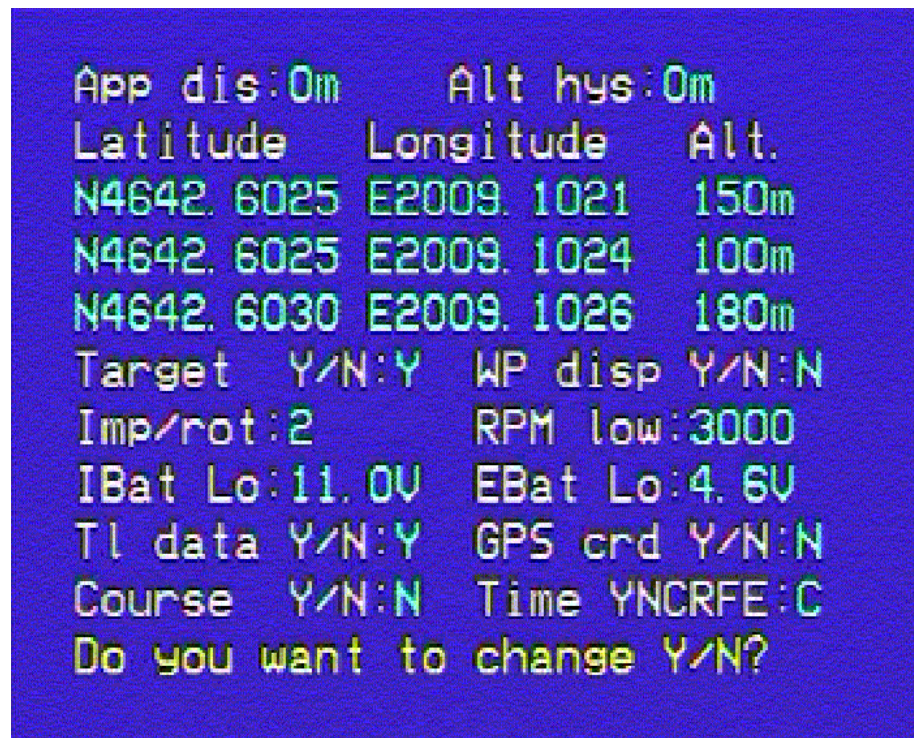 App dis:0m Alt hys:0m
Latitude Longitude Alt.
N4642.6025 E2009.1021 150m
N4642.6025 E2009.1024 100m
N4642.6030 E2009.1026 180m
Target Y/N:Y WP disp Y/N:N
Imp/rot:2 RPM low:3000
IBat Lo:11.0V EBat Lo:4.6V
Tl data Y/N:Y GPS crd Y/N:N
Course Y/N:N Time YNCRFE:C
Do you want to change Y/N?